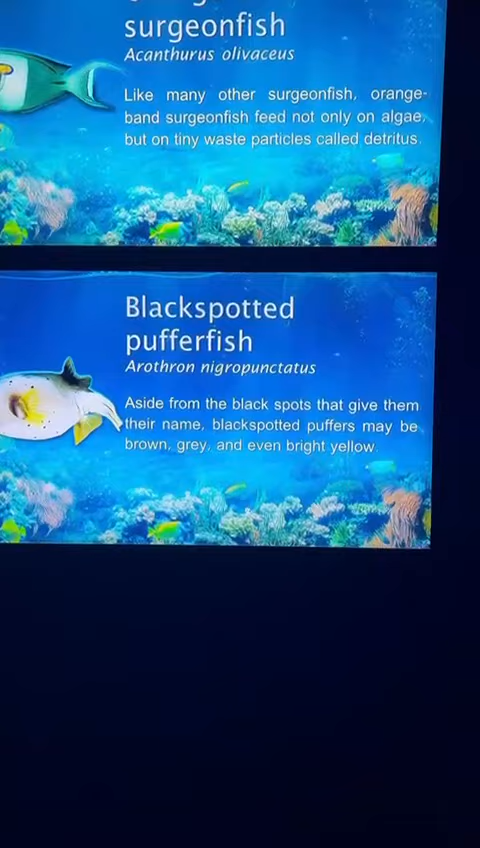 surgeonfish
Acanthurus olivaceus
Like many other surgeonfish, orange-
band surgeonfish feed not only on algae,
but on tiny waste particles called detritus.
Blackspotted
pufferfish
Arothron nigropunctatus
Aside from the black spots that give them
their name, blackspotted puffers may be
brown, grey, and even bright yellow.